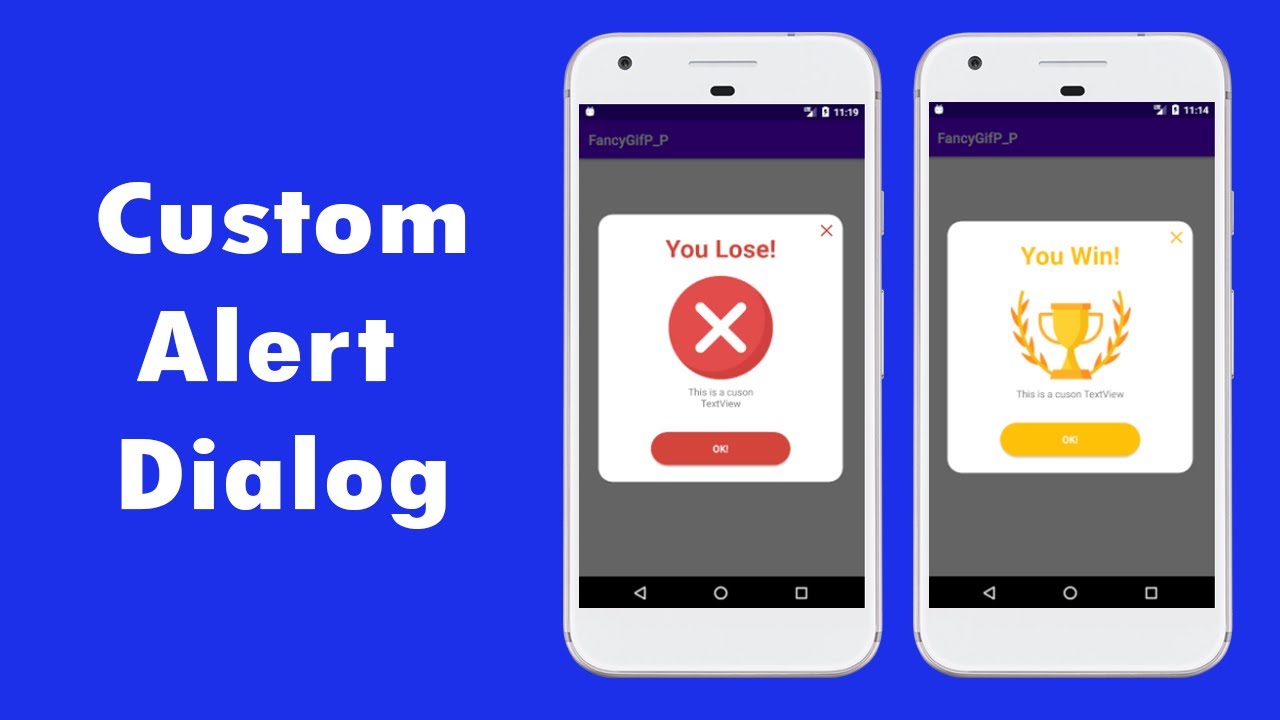 Custom
Alert
Dialog
11:19
FancyGifP_P
You Lose!
This is a cuson
TextView
OK!
11:14
FancyGifP_P
You Win!
This is a cuson TextView
OK!